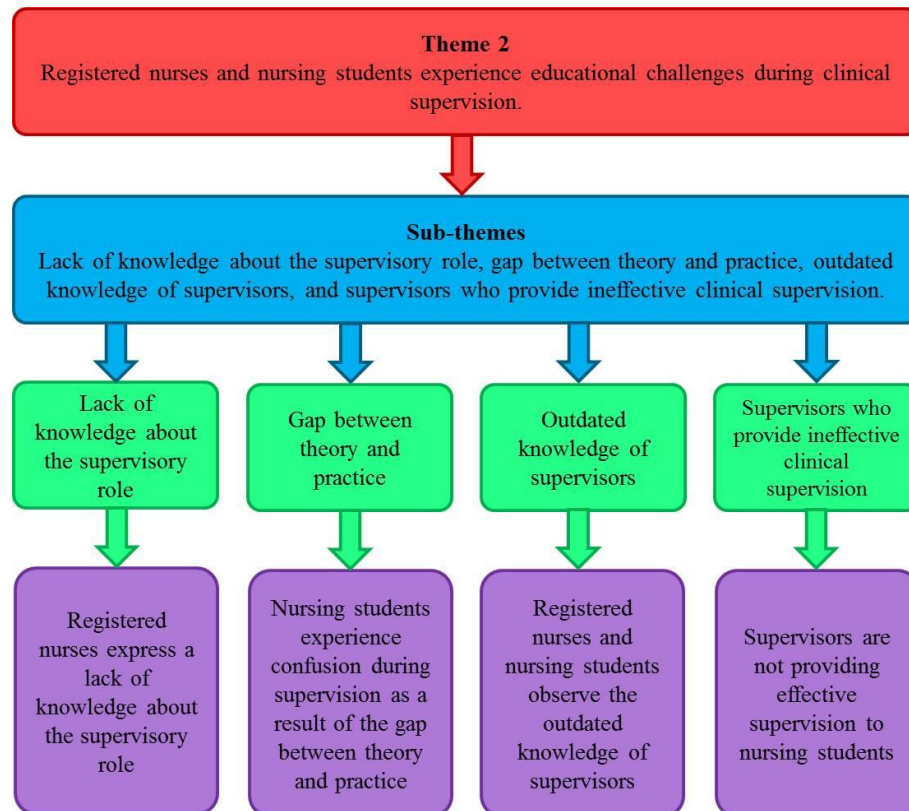 Theme 2
Registered nurses and nursing students experience educational challenges during clinical
supervision.
Sub-themes
Lack of knowledge about the supervisory role, gap between theory and practice, outdated
knowledge of supervisors, and supervisors who provide ineffective clinical supervision.
Lack of
knowledge about
the supervisory
role
Gap between
theory and
practice
Outdated
knowledge of
supervisors
Supervisors who
provide ineffective
clinical
supervision
Registered
nurses express a
lack of
knowledge about
the supervisory
role
Nursing students
experience
confusion during
supervision as a
result of the gap
between theory
and practice
Registered
nurses and
nursing students
observe the
outdated
knowledge of
supervisors
Supervisors are
not providing
effective
supervision to
nursing students